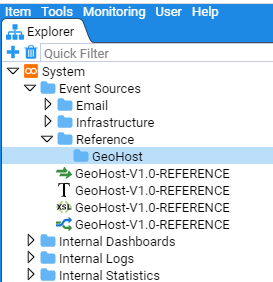 Item Tools Monitoring User Help
Explorer
Quick Filter
System
Event Sources
Email
Infrastructure
Reference
GeoHost
GeoHost-V1.0-REFERENCE
T GeoHost-V1.0-REFERENCE
XSL GeoHost-V1.0-REFERENCE
GeoHost-V1.0-REFERENCE
Internal Dashboards
Internal Logs
Internal Statistics